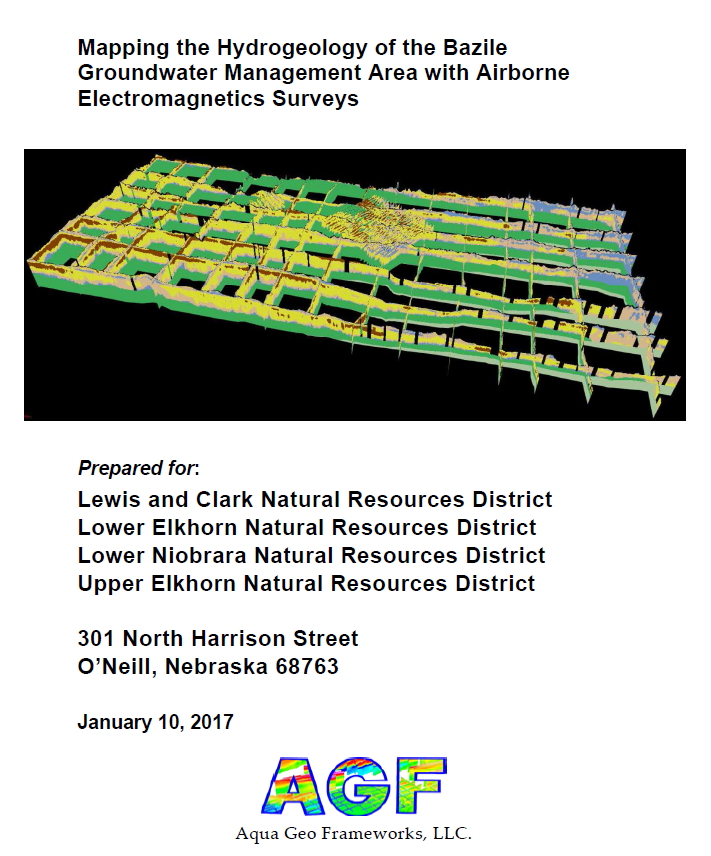 Mapping the Hydrogeology of the Bazile
Groundwater Management Area with Airborne
Electromagnetics Surveys
Prepared for:
Lewis and Clark Natural Resources District
Lower Elkhorn Natural Resources District
Lower Niobrara Natural Resources District
Upper Elkhorn Natural Resources District
301 North Harrison Street
O’Neill, Nebraska 68763
January 10, 2017
AGF
Aqua Geo Frameworks, LLC.